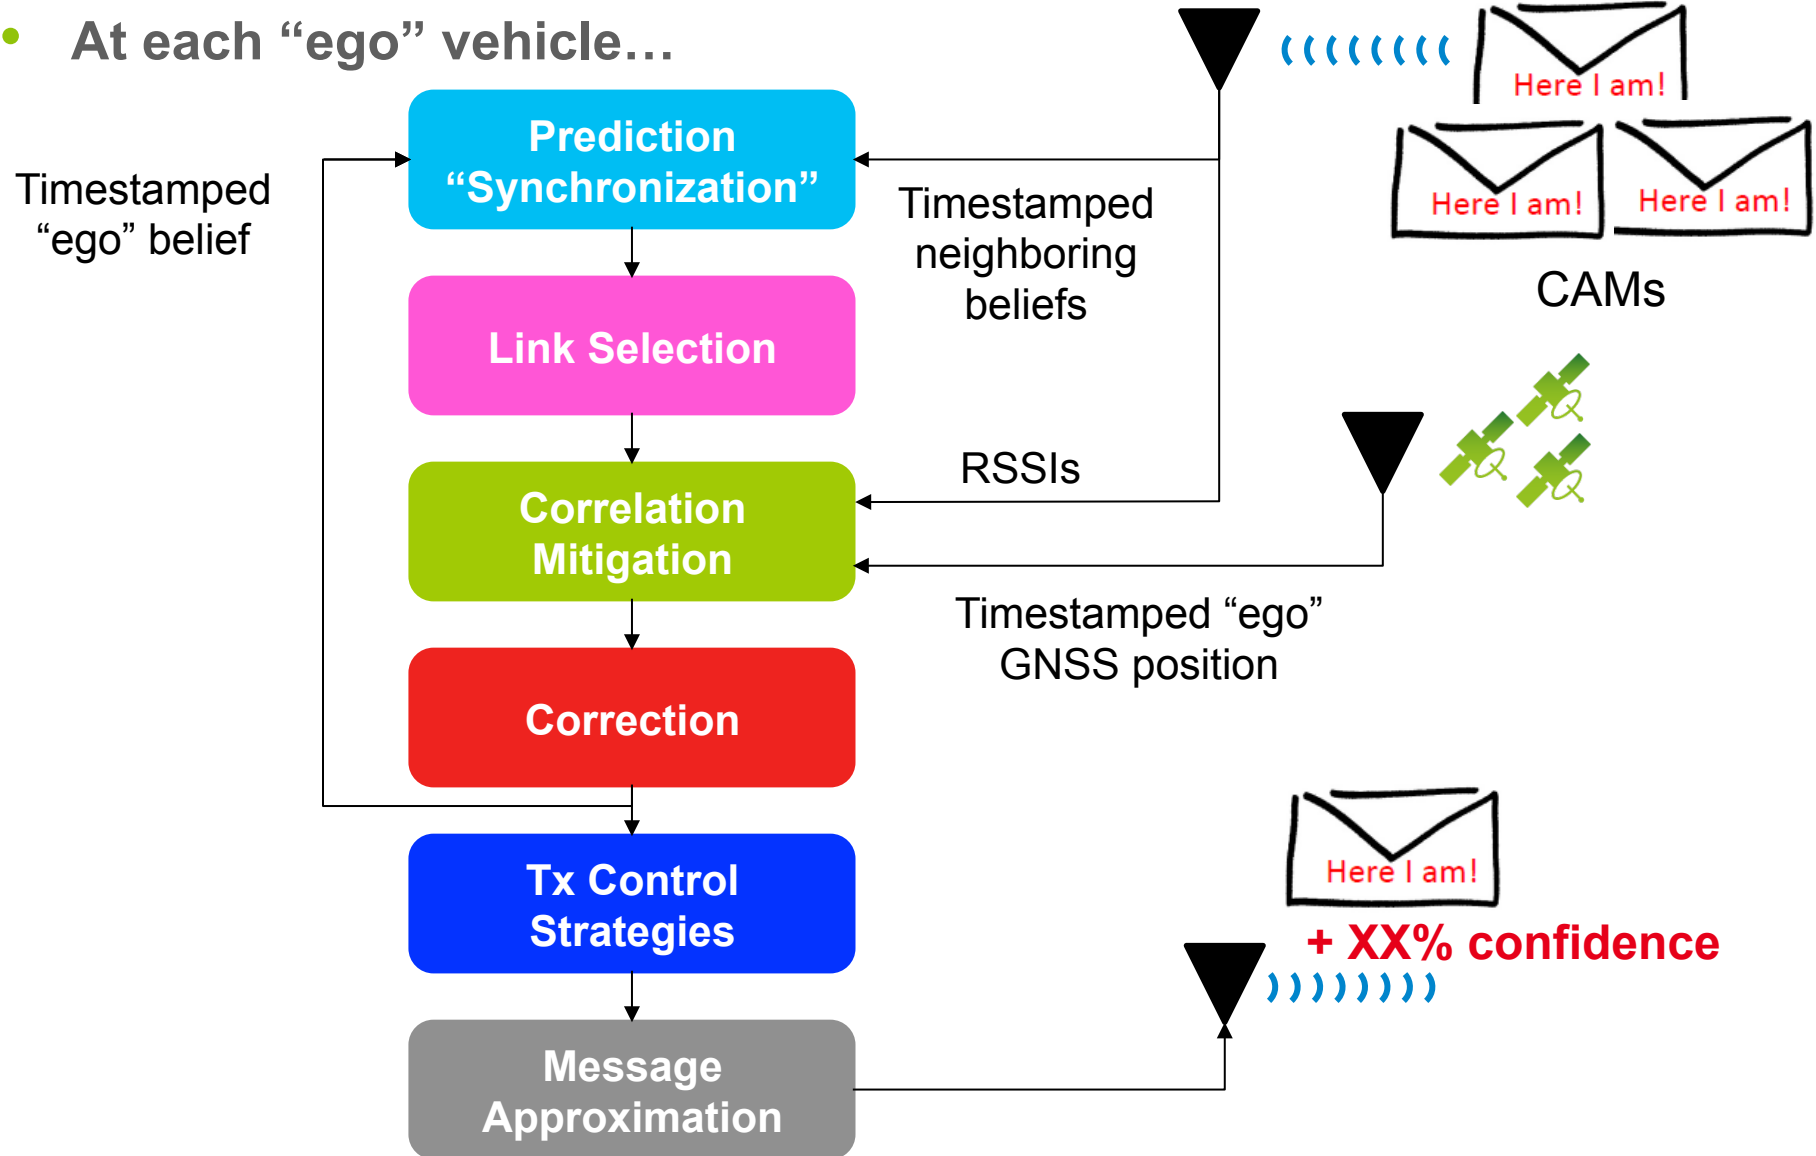 • At each “ego” vehicle…
Here I am!
Here I am!
Here I am!
CAMs
Prediction
“Synchronization”
Timestamped
“ego” belief
Timestamped
neighboring
beliefs
Link Selection
RSSIs
Correlation
Mitigation
Timestamped “ego”
GNSS position
Correction
Tx Control
Strategies
Here I am!
+ XX% confidence
Message
Approximation